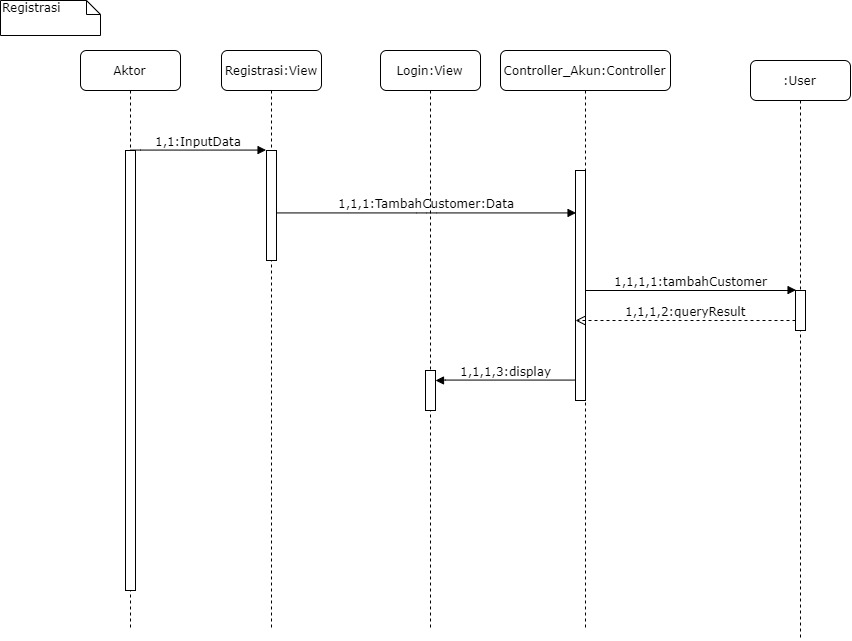 Registrasi
Aktor
Registrasi:View
Login:View
Controller_Akun:Controller
:User
1,1:InputData
1,1,1:TambahCustomer:Data
1,1,1,1:tambahCustomer
1,1,1,2:queryResult
1,1,1,3:display